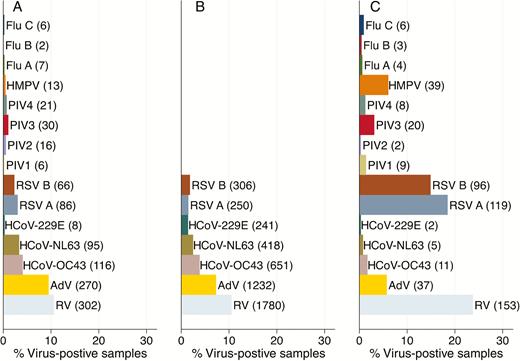 A
Flu C (6)
Flu B (2)
Flu A (7)
HMPV (13)
PIV4 (21)
PIV3 (30)
PIV2 (16)
PIV1 (6)
RSV B (66)
RSV A (86)
HCoV-229E (8)
HCoV-NL63 (95)
HCoV-OC43 (116)
AdV (270)
RV (302)
0 10 20 30
% Virus-postive samples
B
RSV B (306)
RSV A (250)
HCoV-229E (241)
HCoV-NL63 (418)
HCoV-OC43 (651)
AdV (1232)
RV (1780)
0 10 20 30
% Virus-postive samples
C
Flu C (6)
Flu B (3)
Flu A (4)
HMPV (39)
PIV4 (8)
PIV3 (20)
PIV2 (2)
PIV1 (9)
RSV B (96)
RSV A (119)
HCoV-229E (2)
HCoV-NL63 (5)
HCoV-OC43 (11)
AdV (37)
RV (153)
0 10 20 30
% Virus-postive samples